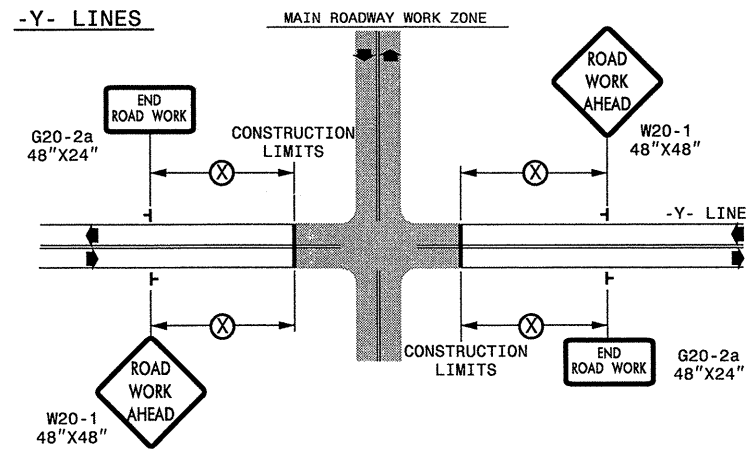 -Y- LINES
MAIN ROADWAY WORK ZONE
END
ROAD WORK
G20-2a
48"X24"
CONSTRUCTION
LIMITS
X
ROAD
WORK
AHEAD
W20-1
48"X48"
X
-Y- LINE
X
ROAD
WORK
AHEAD
W20-1
48"X48"
X
CONSTRUCTION
LIMITS
END
ROAD WORK
G20-2a
48"X24"